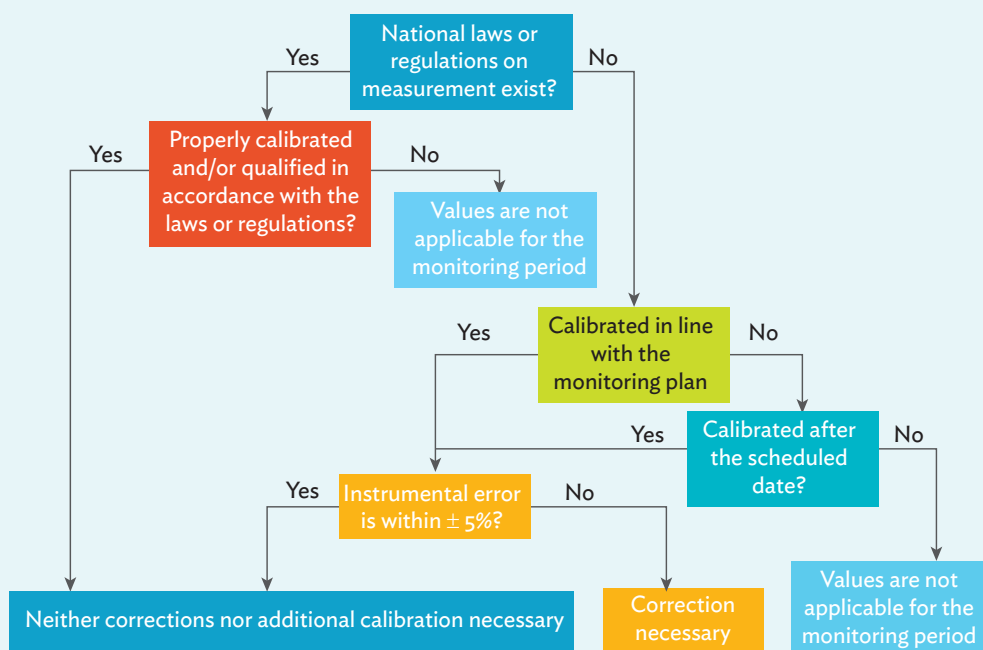 National laws or
regulations on
measurement exist?
Yes
No
Properly calibrated
and/or qualified in
accordance with the
laws or regulations?
Yes
No
Values are not
applicable for the
monitoring period
Calibrated in line
with the
monitoring plan
Yes
No
Calibrated after
the scheduled
date?
Yes
No
Instrumental error
is within ± 5%?
Yes
No
Neither corrections nor additional calibration necessary
Correction
necessary
Values are not
applicable for the
monitoring period